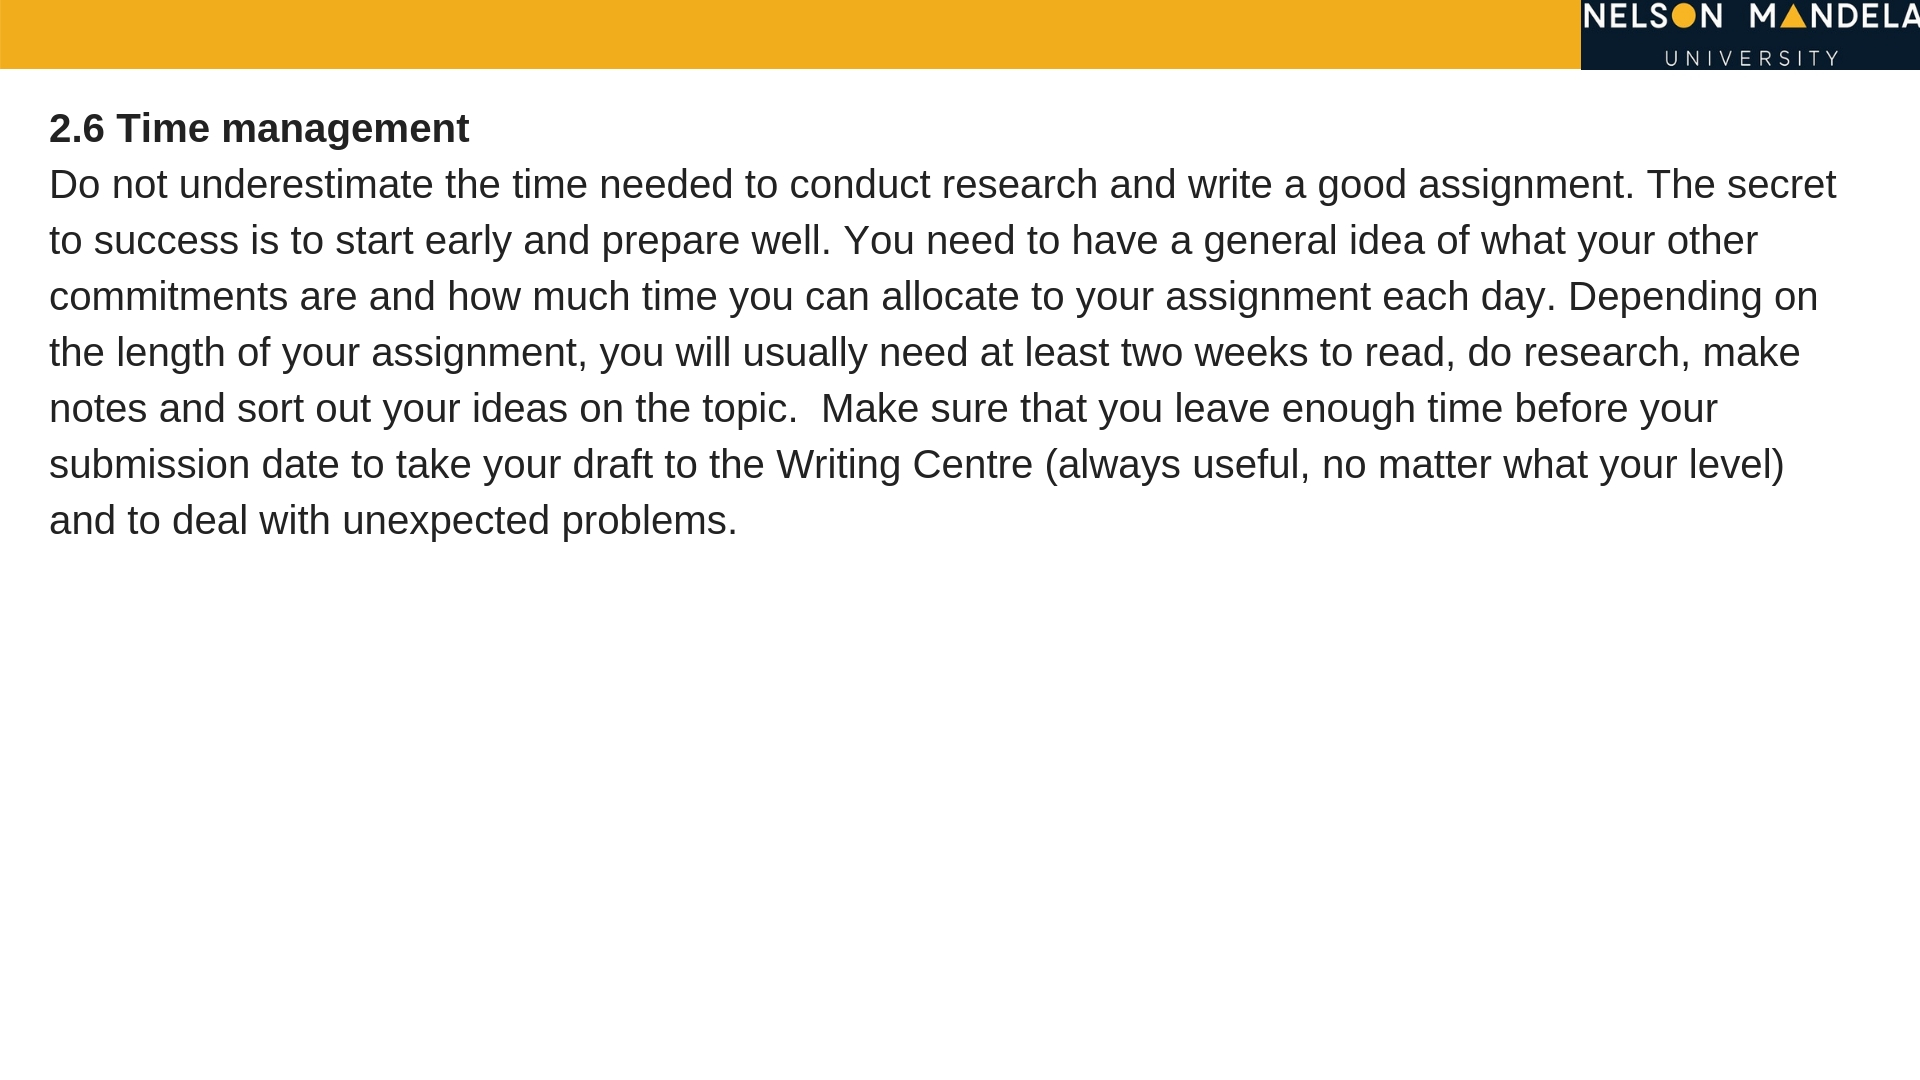 NELSON MANDELA
UNIVERSITY
2.6 Time management
Do not underestimate the time needed to conduct research and write a good assignment. The secret
to success is to start early and prepare well. You need to have a general idea of what your other
commitments are and how much time you can allocate to your assignment each day. Depending on
the length of your assignment, you will usually need at least two weeks to read, do research, make
notes and sort out your ideas on the topic.  Make sure that you leave enough time before your
submission date to take your draft to the Writing Centre (always useful, no matter what your level)
and to deal with unexpected problems.